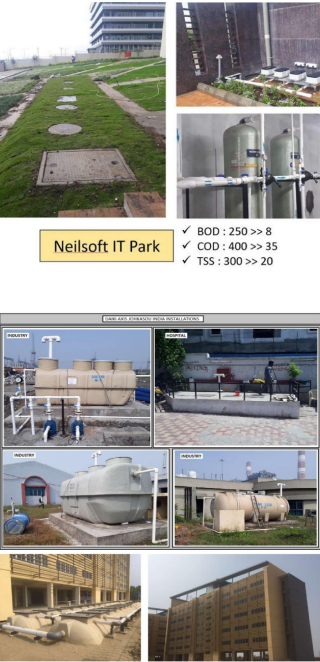 Neilsoft IT Park
✓ BOD : 250 >> 8
✓ COD : 400 >> 35
✓ TSS : 300 >> 20
DAIKI AXIS JOHKASOU INDIA INSTALLATIONS
INDUSTRY
HOSPITAL
INDUSTRY
INDUSTRY